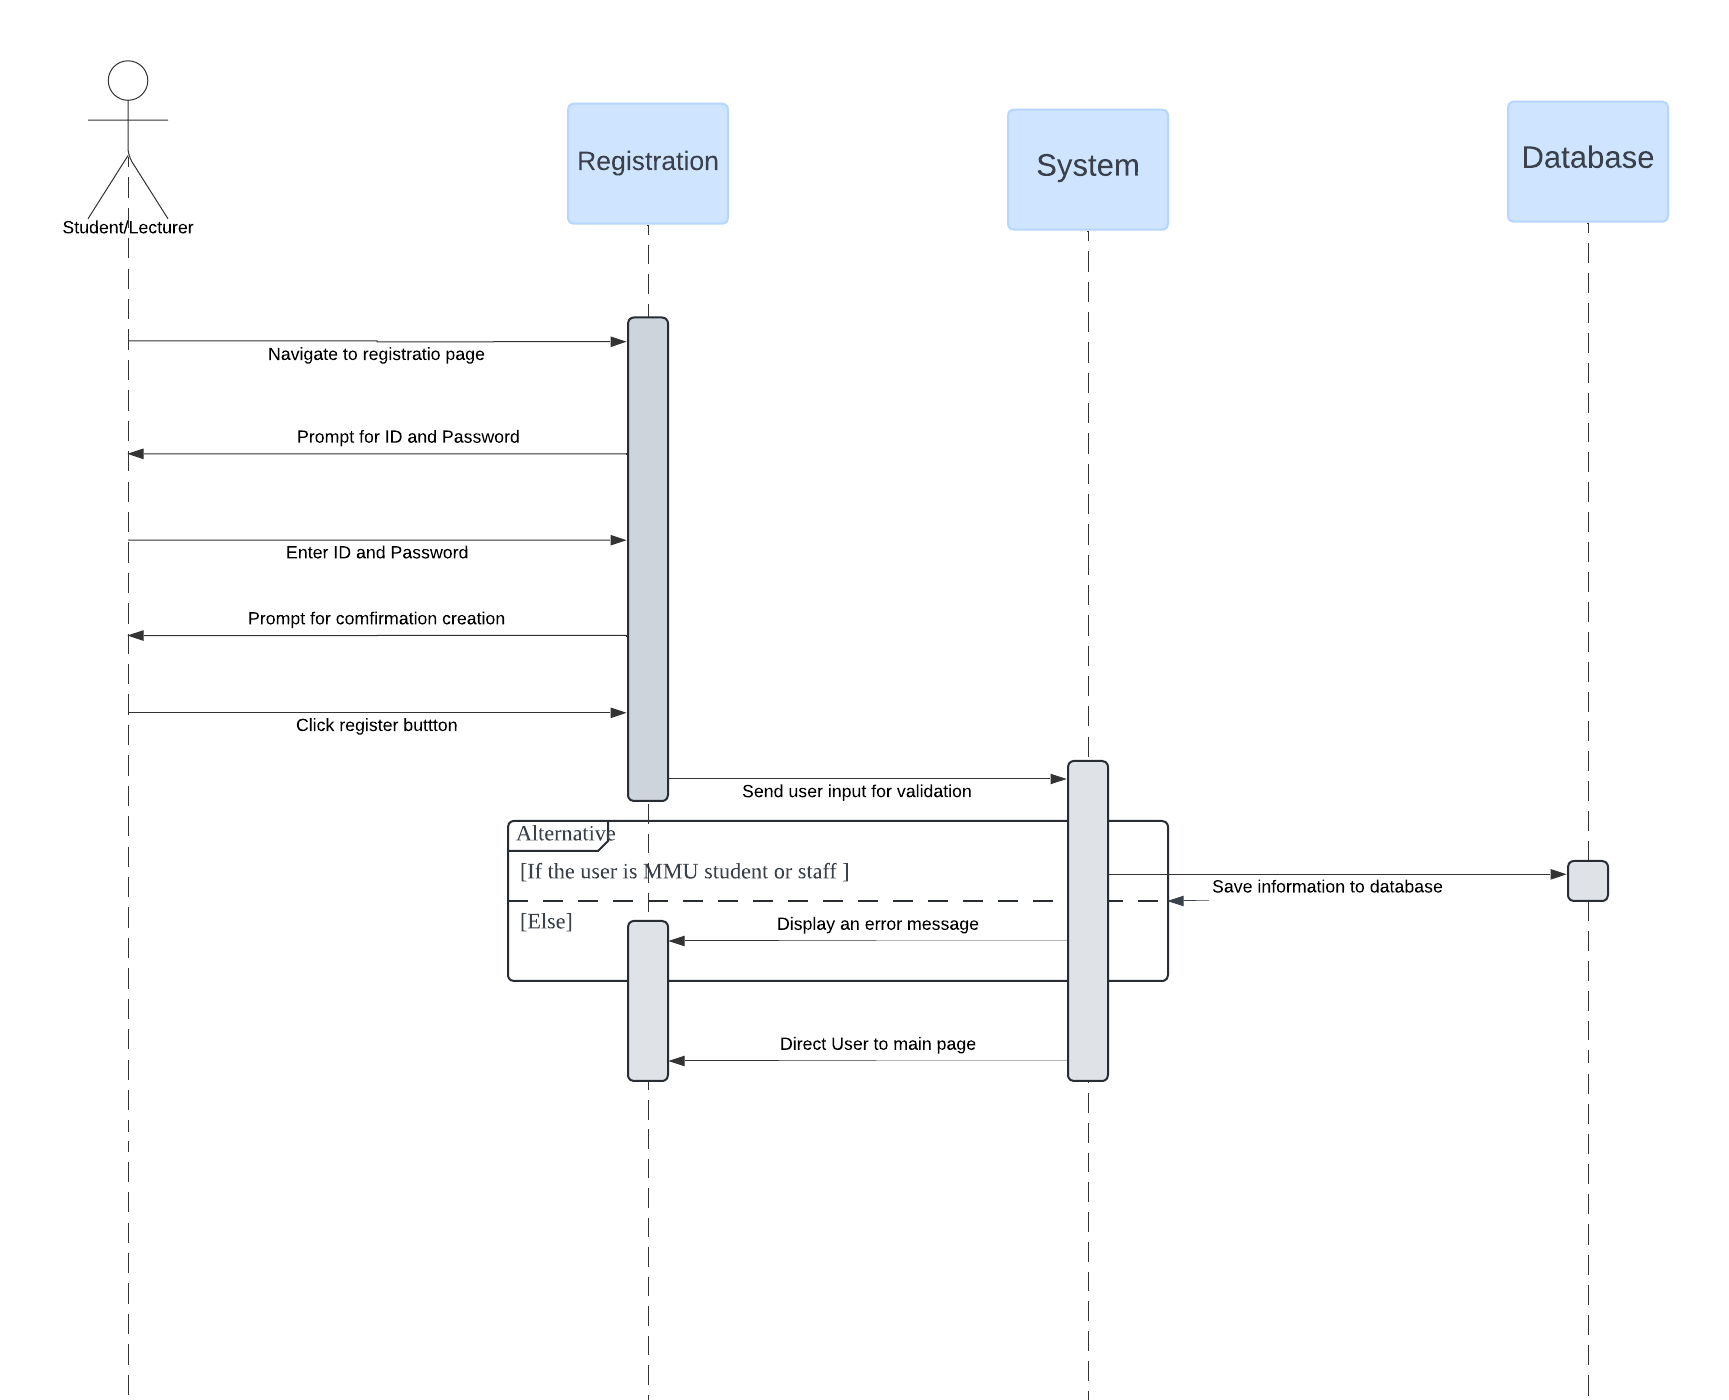 Student/Lecturer
Registration
System
Database
Navigate to registratio page
Prompt for ID and Password
Enter ID and Password
Prompt for comfirmation creation
Click register buttton
Send user input for validation
Alternative
[If the user is MMU student or staff ]
Save information to database
[Else]
Display an error message
Direct User to main page